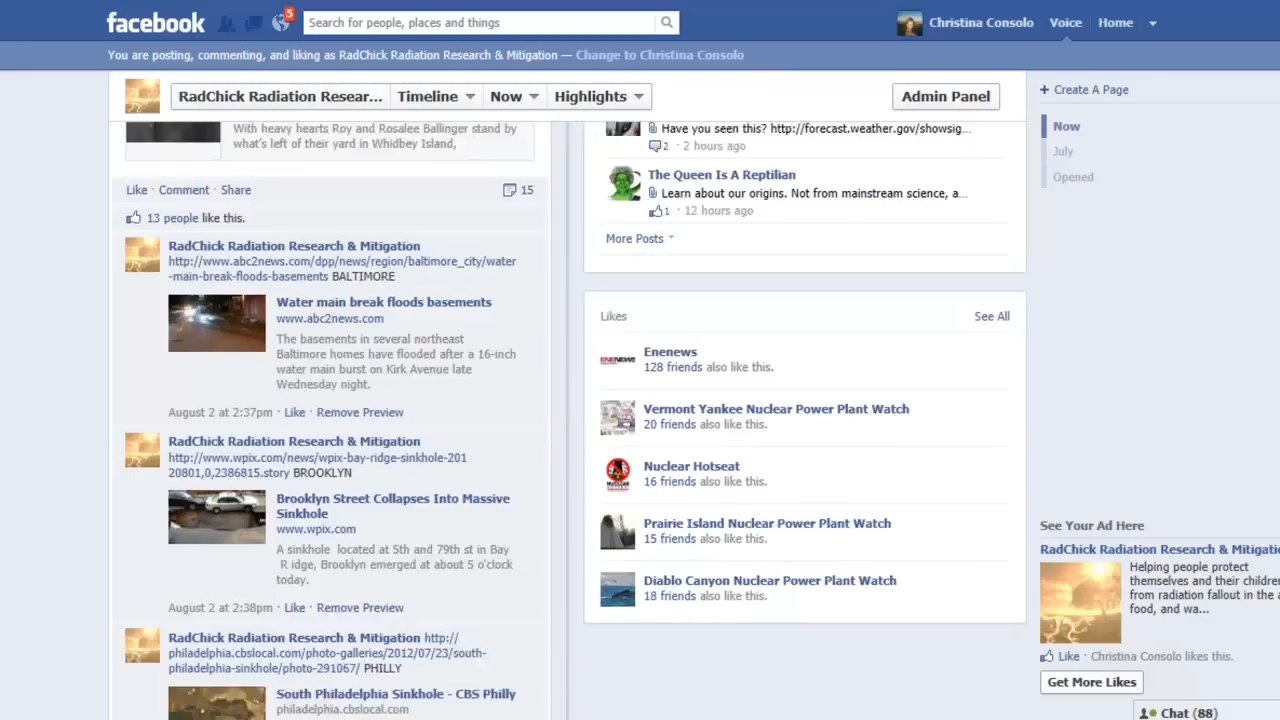 facebook
5
Search for people, places and things
Christina Consolo
Voice
Home
You are posting, commenting, and liking as RadChick Radiation Research & Mitigation — Change to Christina Consolo
RadChick Radiation Resear...
Timeline
Now
Highlights
Admin Panel
With heavy hearts Roy and Rosalee Ballinger stand by
what's left of their yard in Whidbey Island,
Like · Comment · Share
15
13 people like this.
RadChick Radiation Research & Mitigation
http://www.abc2news.com/dpp/news/region/baltimore_city/water
-main-break-floods-basements BALTIMORE
Water main break floods basements
www.abc2news.com
The basements in several northeast
Baltimore homes have flooded after a 16-inch
water main burst on Kirk Avenue late
Wednesday night.
August 2 at 2:37pm · Like · Remove Preview
RadChick Radiation Research & Mitigation
http://www.wpix.com/news/wpix-bay-ridge-sinkhole-201
20801,0,2386815.story BROOKLYN
Brooklyn Street Collapses Into Massive
Sinkhole
www.wpix.com
A sinkhole located at 5th and 79th st in Bay
R idge, Brooklyn emerged at about 5 o'clock
today.
August 2 at 2:38pm · Like · Remove Preview
RadChick Radiation Research & Mitigation http://
philadelphia.cbslocal.com/photo-galleries/2012/07/23/south-
philadelphia-sinkhole/photo-291067/ PHILLY
South Philadelphia Sinkhole - CBS Philly
philadelphia.cbslocal.com
Have you seen this? http://forecast.weather.gov/showsig...
2 · 2 hours ago
The Queen Is A Reptilian
Learn about our origins. Not from mainstream science, a...
1 · 12 hours ago
More Posts
Likes
See All
Enenews
128 friends also like this.
Vermont Yankee Nuclear Power Plant Watch
20 friends also like this.
Nuclear Hotseat
16 friends also like this.
Prairie Island Nuclear Power Plant Watch
15 friends also like this.
Diablo Canyon Nuclear Power Plant Watch
18 friends also like this.
+ Create A Page
Now
July
Opened
See Your Ad Here
RadChick Radiation Research & Mitigatio
Helping people protect
themselves and their children
from radiation fallout in the a
food, and wa...
Like · Christina Consolo likes this.
Get More Likes
Chat (88)